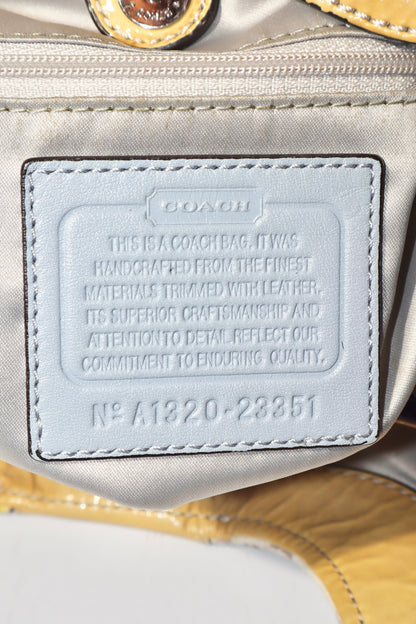 COACH
THIS IS A COACH BAG. IT WAS
HANDCRAFTED FROM THE FINEST
MATERIALS TRIMMED WITH LEATHER.
ITS SUPERIOR CRAFTSMANSHIP AND
ATTENTION TO DETAIL REFLECT OUR
COMMITMENT TO ENDURING QUALITY.
Nº A1320-23351